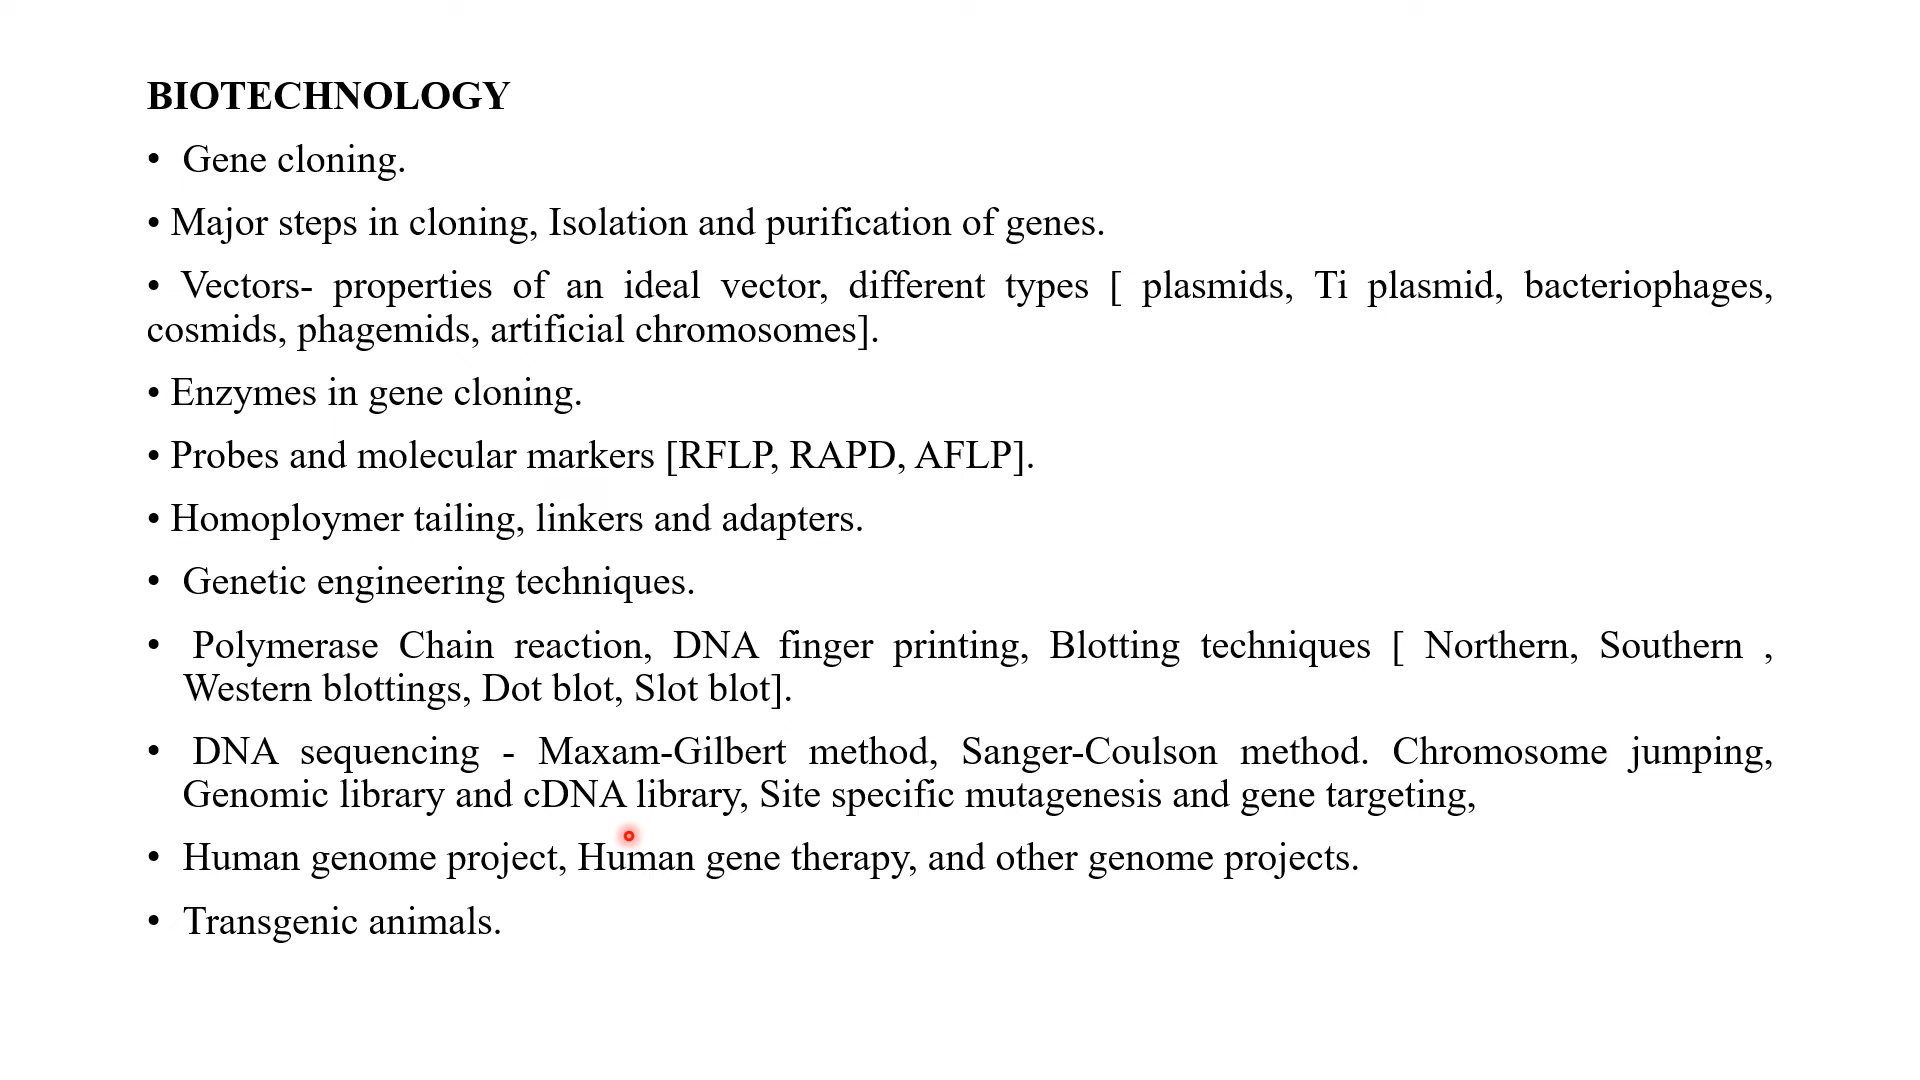 BIOTECHNOLOGY
• Gene cloning.
• Major steps in cloning, Isolation and purification of genes.
• Vectors- properties of an ideal vector, different types [ plasmids, Ti plasmid, bacteriophages,
cosmids, phagemids, artificial chromosomes].
• Enzymes in gene cloning.
• Probes and molecular markers [RFLP, RAPD, AFLP].
• Homoploymer tailing, linkers and adapters.
• Genetic engineering techniques.
• Polymerase Chain reaction, DNA finger printing, Blotting techniques [ Northern, Southern ,
Western blottings, Dot blot, Slot blot].
• DNA sequencing - Maxam-Gilbert method, Sanger-Coulson method. Chromosome jumping,
Genomic library and cDNA library, Site specific mutagenesis and gene targeting,
• Human genome project, Human gene therapy, and other genome projects.
• Transgenic animals.